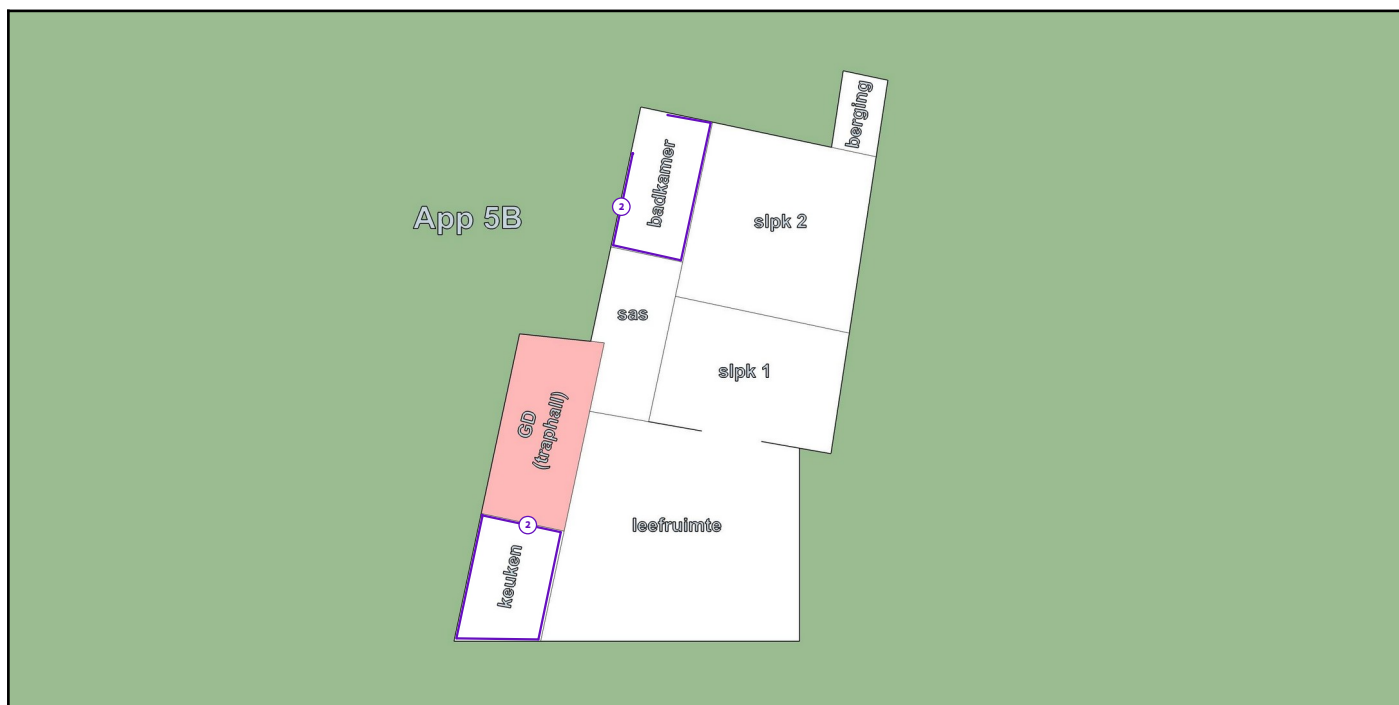 berging
badkamer
2
App 5B
slpk 2
sas
slpk 1
GD
(traphall)
2
leefruimte
keuken